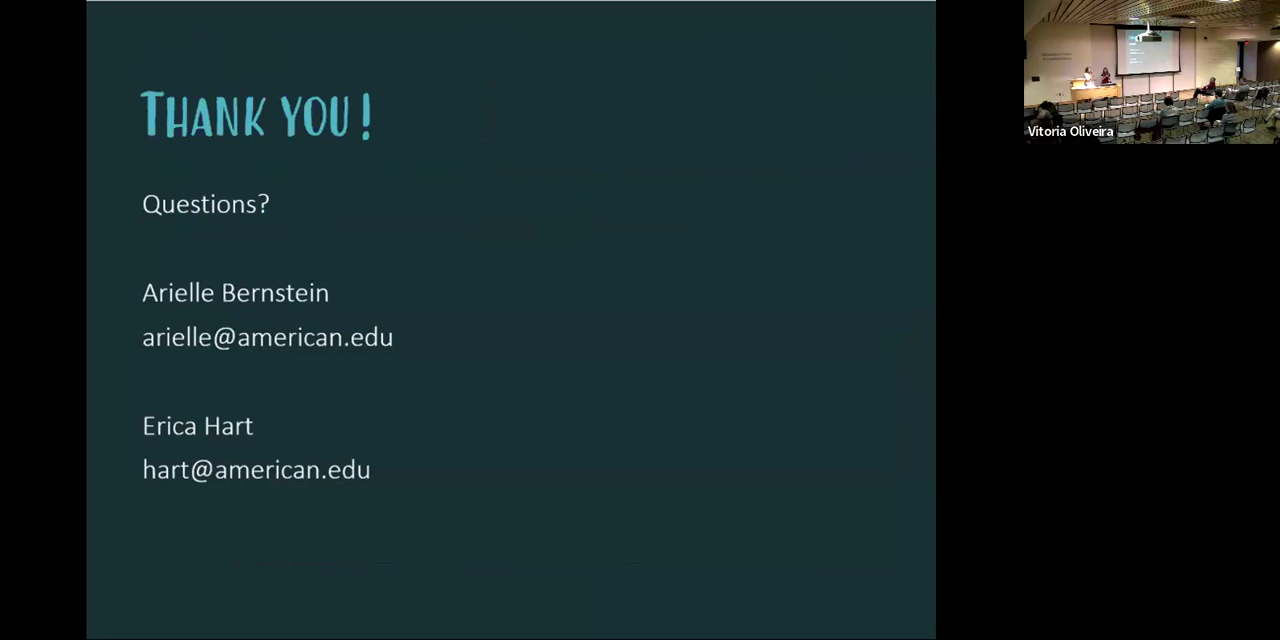 Thank you!
Questions?
Arielle Bernstein
arielle@american.edu
Erica Hart
hart@american.edu
Vitoria Oliveira